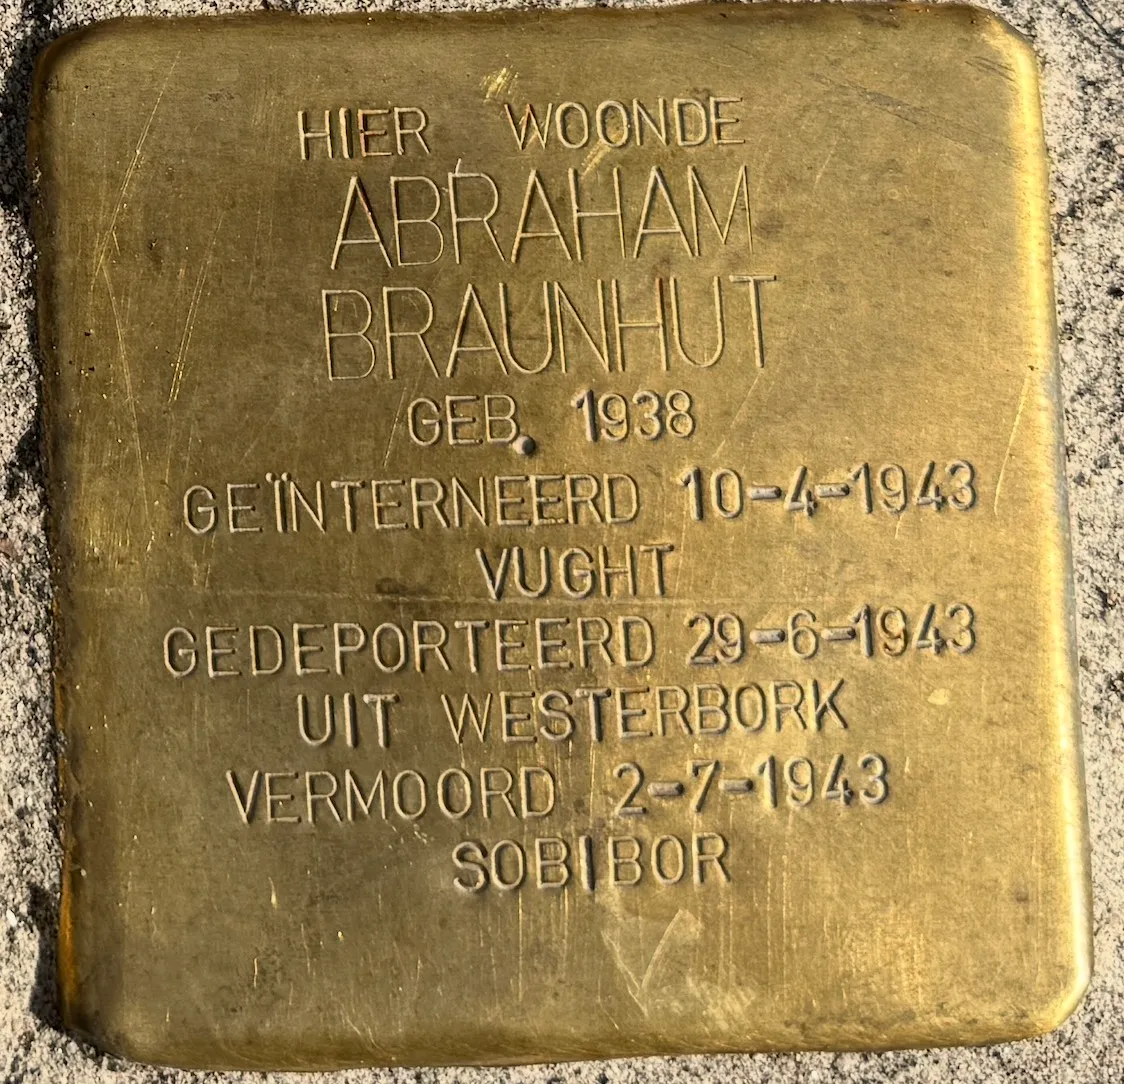 HIER WOONDE
ABRAHAM
BRAUNHUT
GEB. 1938
GEÏNTERNEERD 10-4-1943
VUGHT
GEDEPORTEERD 29-6-1943
UIT WESTERBORK
VERMOORD 2-7-1943
SOBIBOR